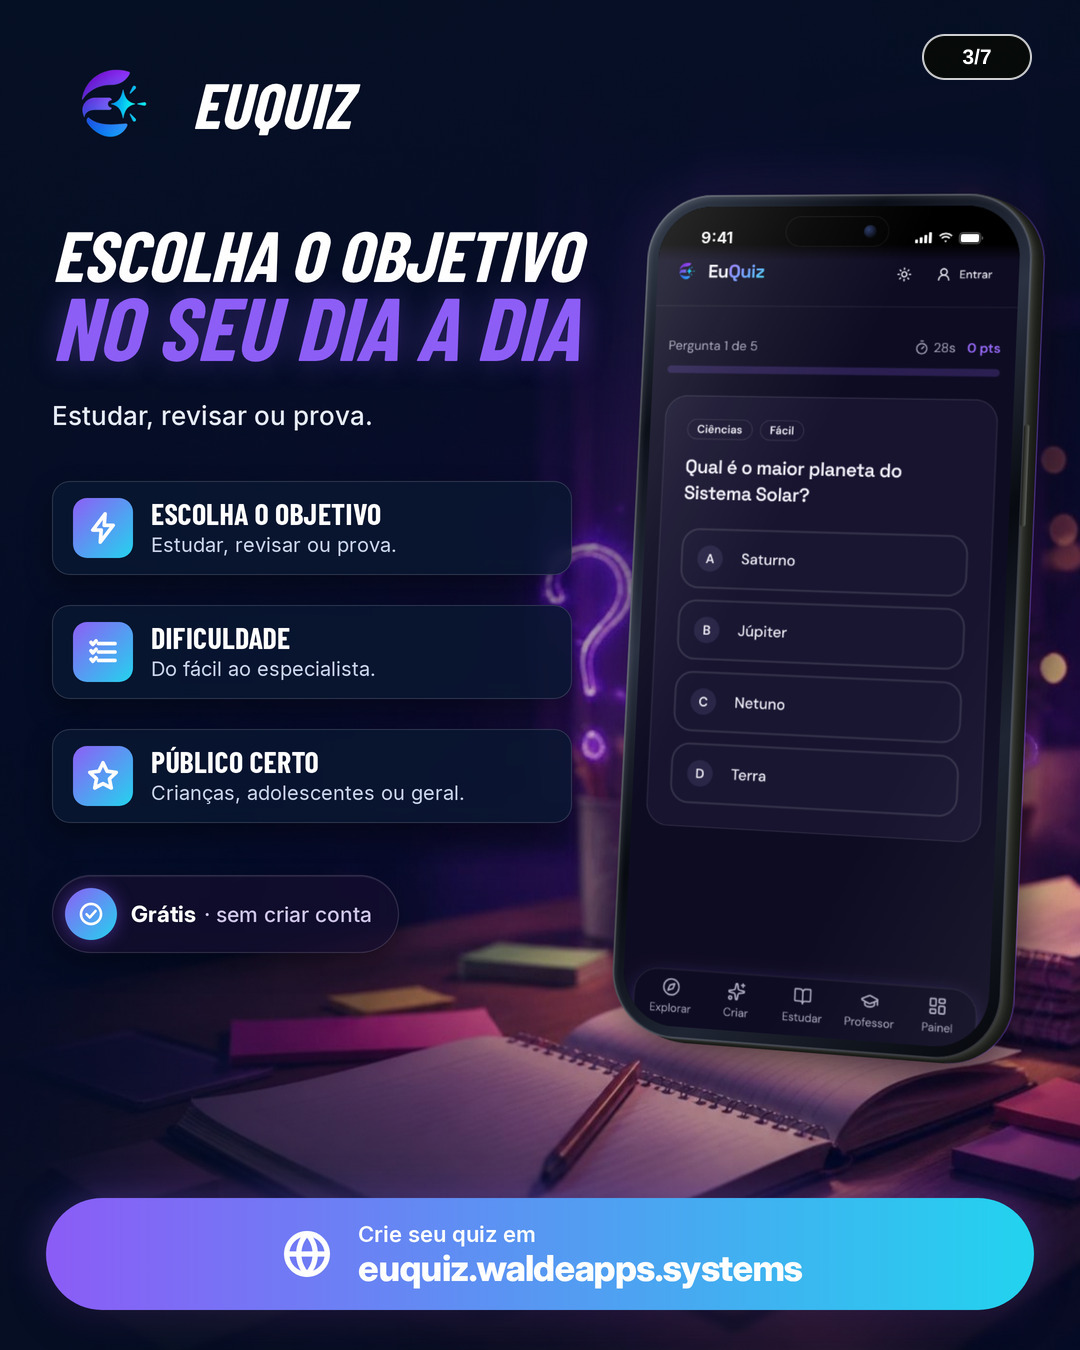 3/7
EUQUIZ
ESCOLHA O OBJETIVO
NO SEU DIA A DIA
Estudar, revisar ou prova.
ESCOLHA O OBJETIVO
Estudar, revisar ou prova.
DIFICULDADE
Do fácil ao especialista.
PÚBLICO CERTO
Crianças, adolescentes ou geral.
Grátis · sem criar conta
9:41
EuQuiz
Entrar
Pergunta 1 de 5
28s
0 pts
Ciências
Fácil
Qual é o maior planeta do
Sistema Solar?
A Saturno
B Júpiter
C Netuno
D Terra
Explorar
Criar
Estudar
Professor
Painel
Crie seu quiz em
euquiz.waldeapps.systems